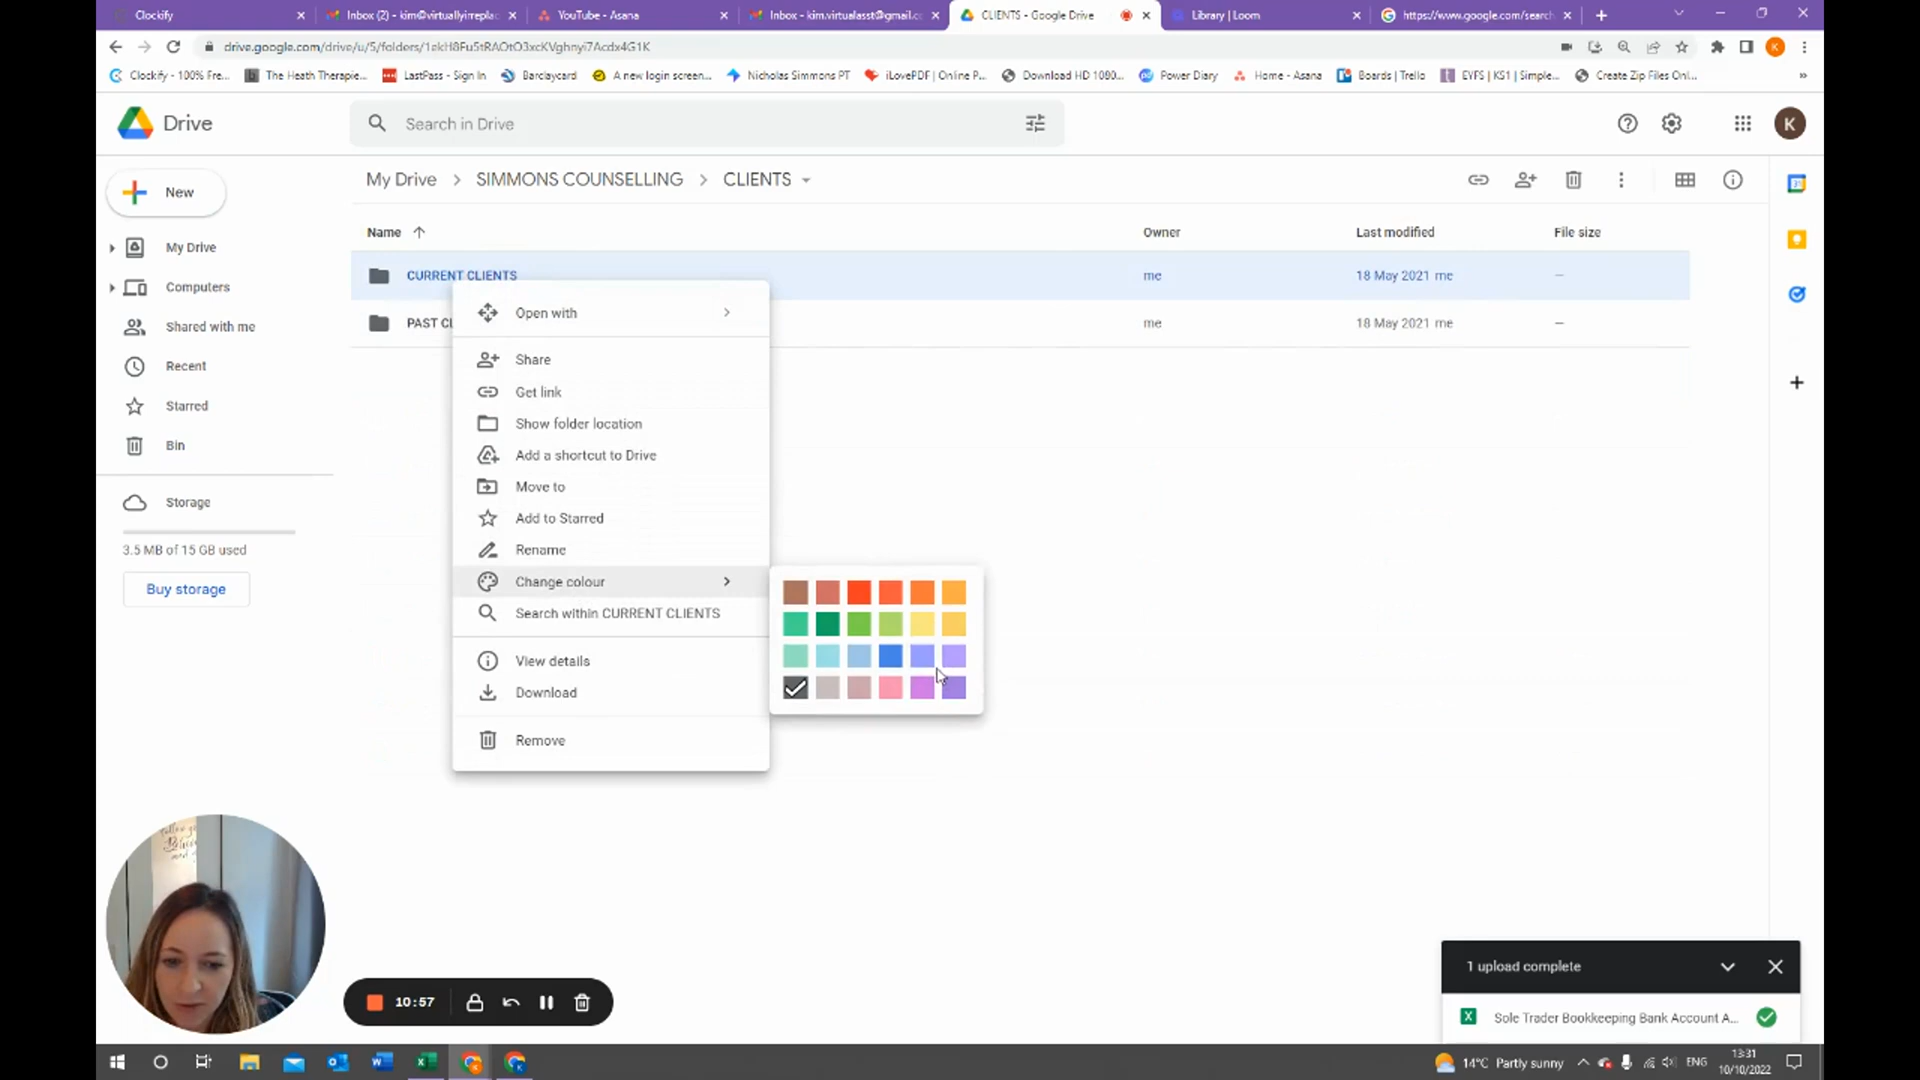 Clockify
Inbox (2) - kim@virtuallyirreplac
YouTube - Asana
Inbox - kim.virtualasst@gmail.c
CLIENTS - Google Drive
Library | Loom
https://www.google.com/search
drive.google.com/drive/u/5/folders/1ekH8Fu5tRAOtO3xcKVghnyi7Acdx4G1K
Clockify - 100% Fre...
The Heath Therapie...
LastPass - Sign In
Barclaycard
A new login screen...
Nicholas Simmons PT
iLovePDF | Online P...
Download HD 1080...
Power Diary
Home - Asana
Boards | Trello
EYFS | KS1 | Simple...
Create Zip Files Onl...
»
Drive
Search in Drive
K
New
My Drive > SIMMONS COUNSELLING > CLIENTS
My Drive
Computers
Shared with me
Recent
Starred
Bin
Storage
3.5 MB of 15 GB used
Buy storage
Name
Owner
Last modified
File size
CURRENT CLIENTS
me
18 May 2021 me
—
PAST CL
me
18 May 2021 me
—
Open with
Share
Get link
Show folder location
Add a shortcut to Drive
Move to
Add to Starred
Rename
Change colour
Search within CURRENT CLIENTS
View details
Download
Remove
10:57
1 upload complete
Sole Trader Bookkeeping Bank Account A...
14°C Partly sunny
ENG
13:31
10/10/2022